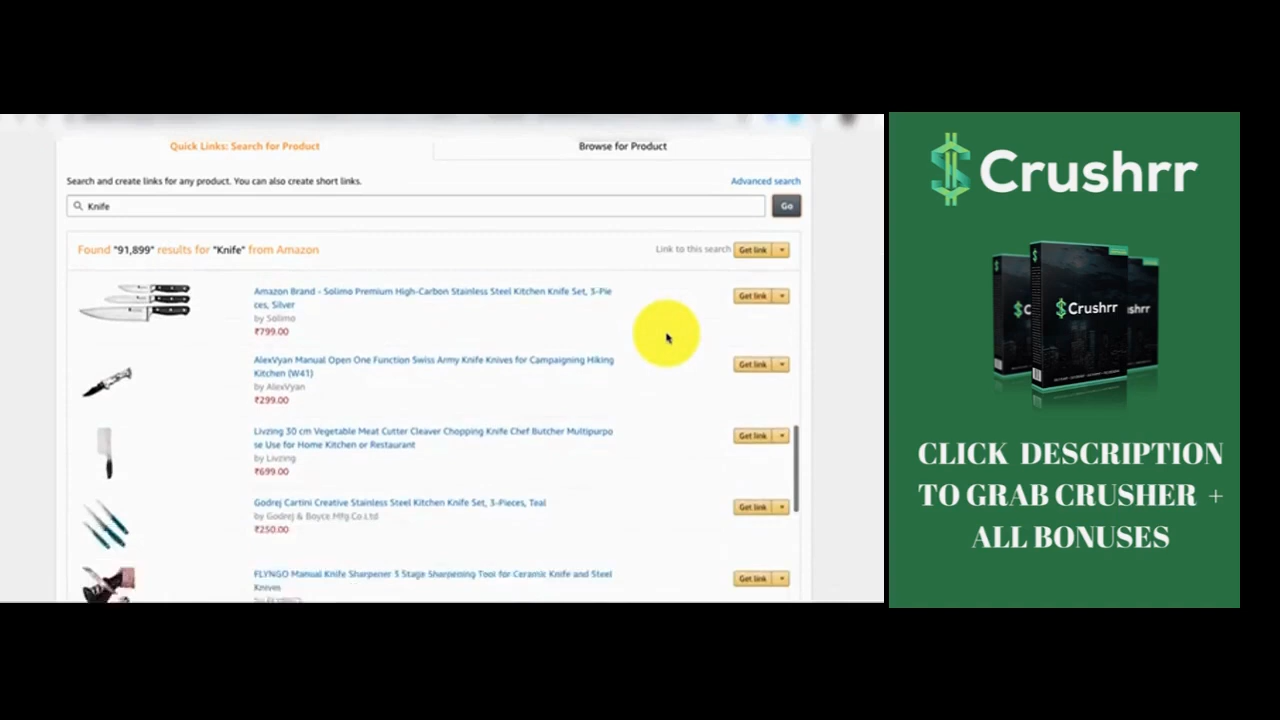 Quick Links: Search for Product
Browse for Product
Search and create links for any product. You can also create short links.
Advanced search
Knife
Go
Found "91,899" results for "Knife" from Amazon
Link to this search
Get link
Amazon Brand - Solimo Premium High-Carbon Stainless Steel Kitchen Knife Set, 3-Pie
ces, Silver
by Solimo
₹799.00
Get link
AlexVyan Manual Open One Function Swiss Army Knife Knives for Campaigning Hiking
Kitchen (W41)
by AlexVyan
₹299.00
Get link
Livzing 30 cm Vegetable Meat Cutter Cleaver Chopping Knife Chef Butcher Multipurpo
se Use for Home Kitchen or Restaurant
by Livzing
₹699.00
Get link
Godrej Cartini Creative Stainless Steel Kitchen Knife Set, 3-Pieces, Teal
by Godrej & Boyce.Mfg.Co.Ltd
₹250.00
Get link
FLYNGO Manual Knife Sharpener 3 Stage Sharpening Tool for Ceramic Knife and Steel
Knives
Get link
Crushrr
Crushrr
CLICK DESCRIPTION
TO GRAB CRUSHER +
ALL BONUSES